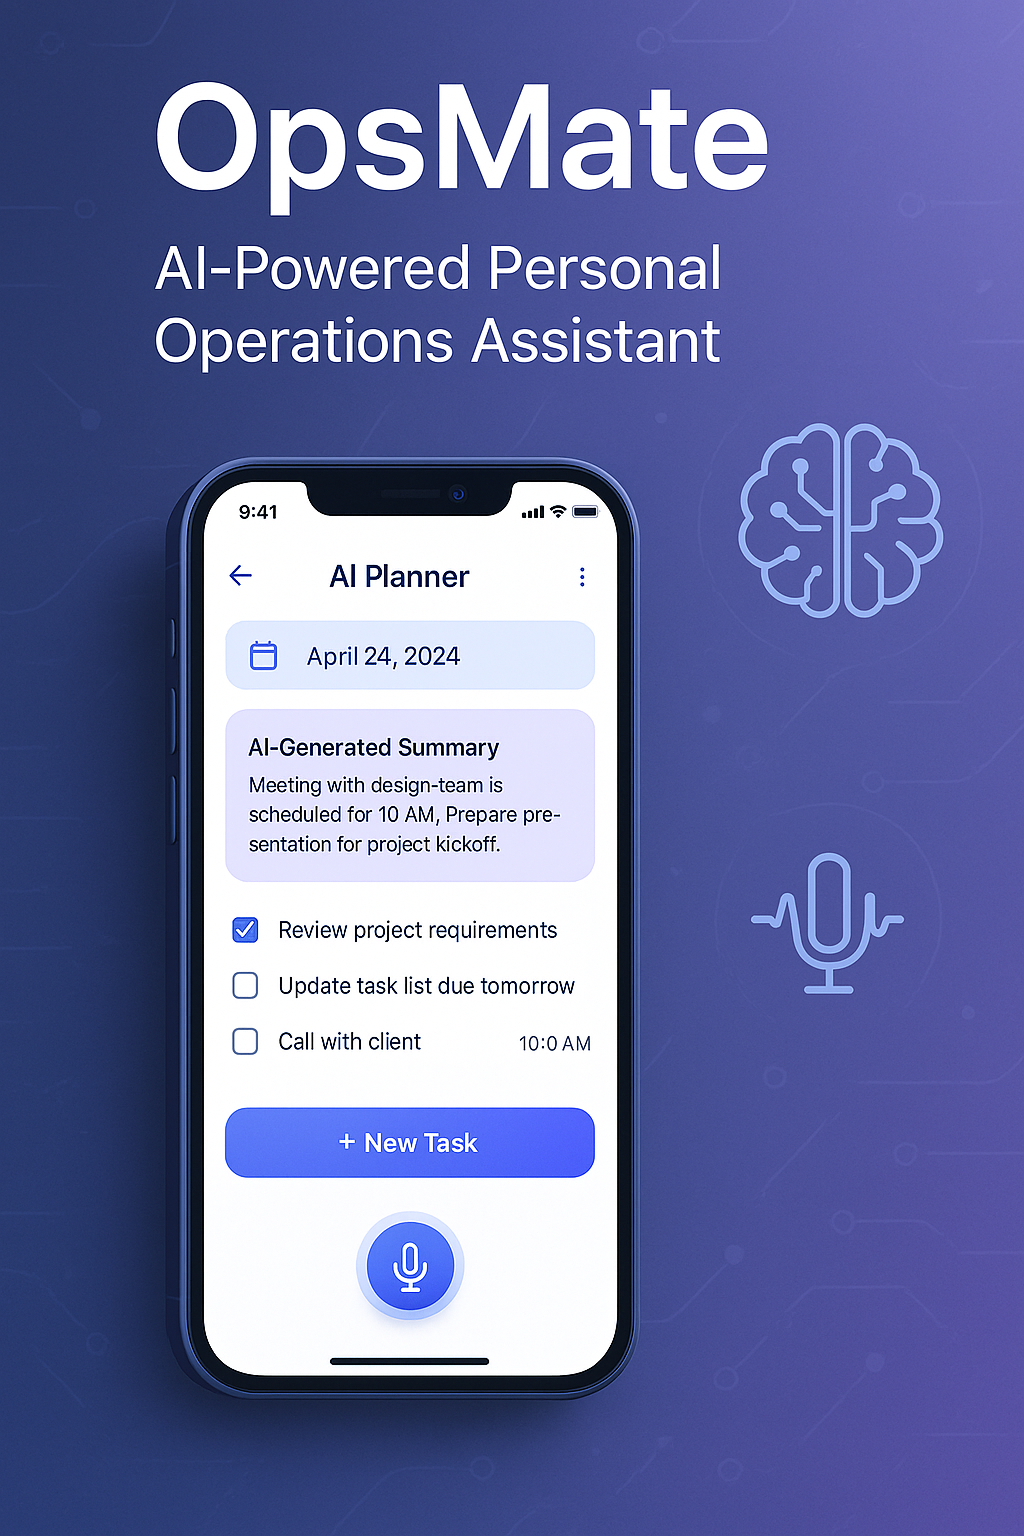 OpsMate
AI-Powered Personal
Operations Assistant
9:41
AI Planner
April 24, 2024
AI-Generated Summary
Meeting with design-team is
scheduled for 10 AM, Prepare pre-
sentation for project kickoff.
Review project requirements
Update task list due tomorrow
Call with client 10:0 AM
+ New Task